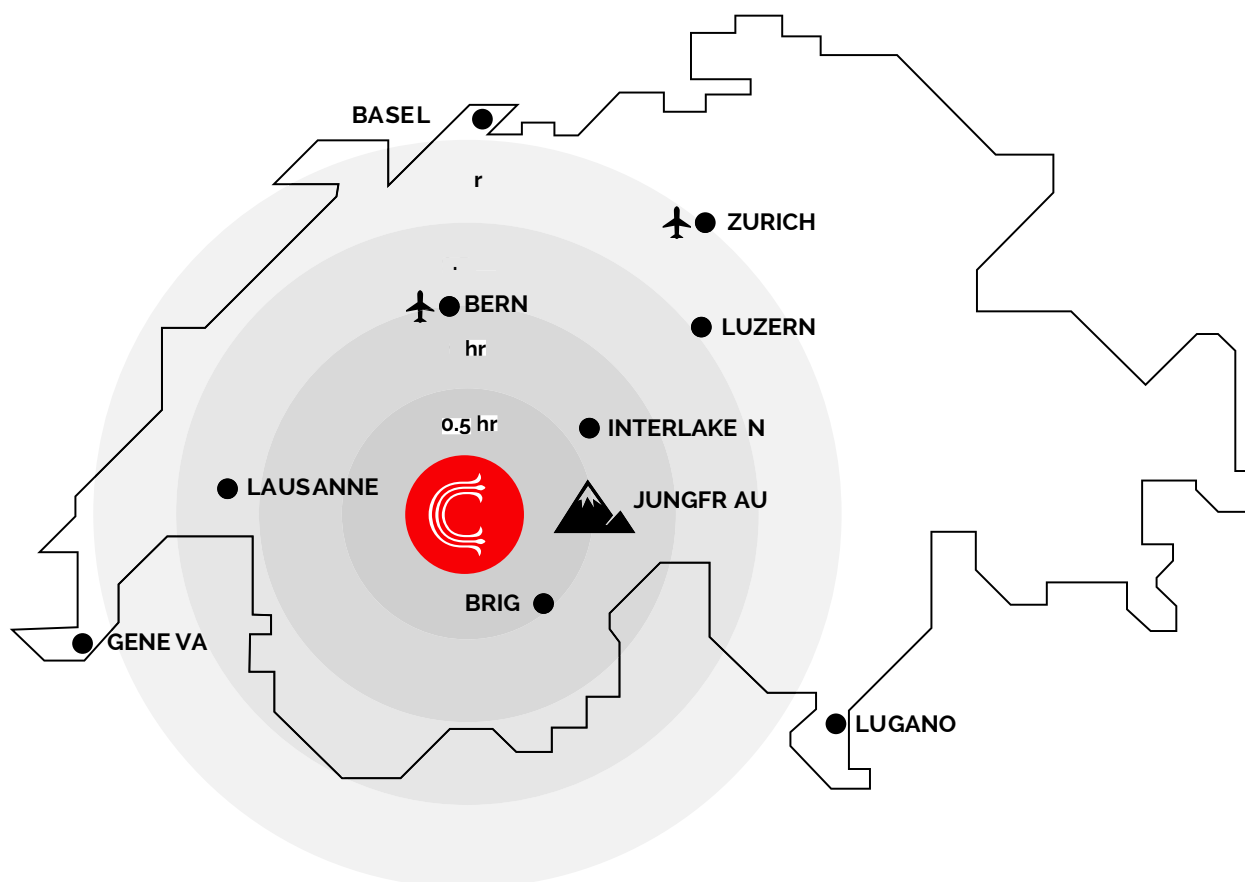 BASEL
r
ZURICH
BERN
LUZERN
hr
0.5 hr
INTERLAKE N
LAUSANNE
JUNGFR AU
BRIG
GENE VA
LUGANO